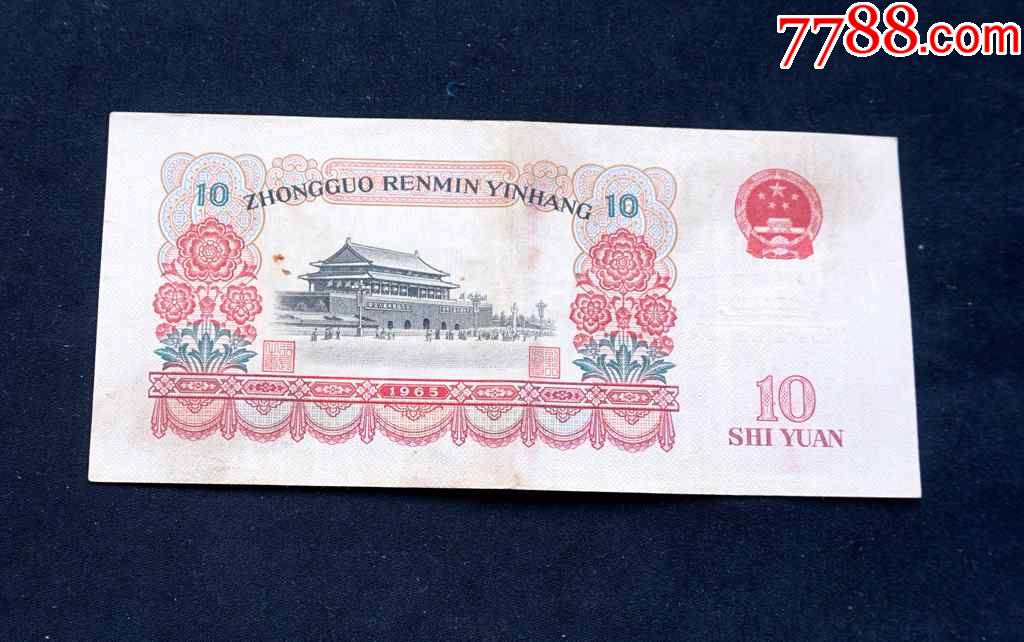 7788.com
10 ZHONGGUO RENMIN YINHANG 10
1965
10
SHI YUAN